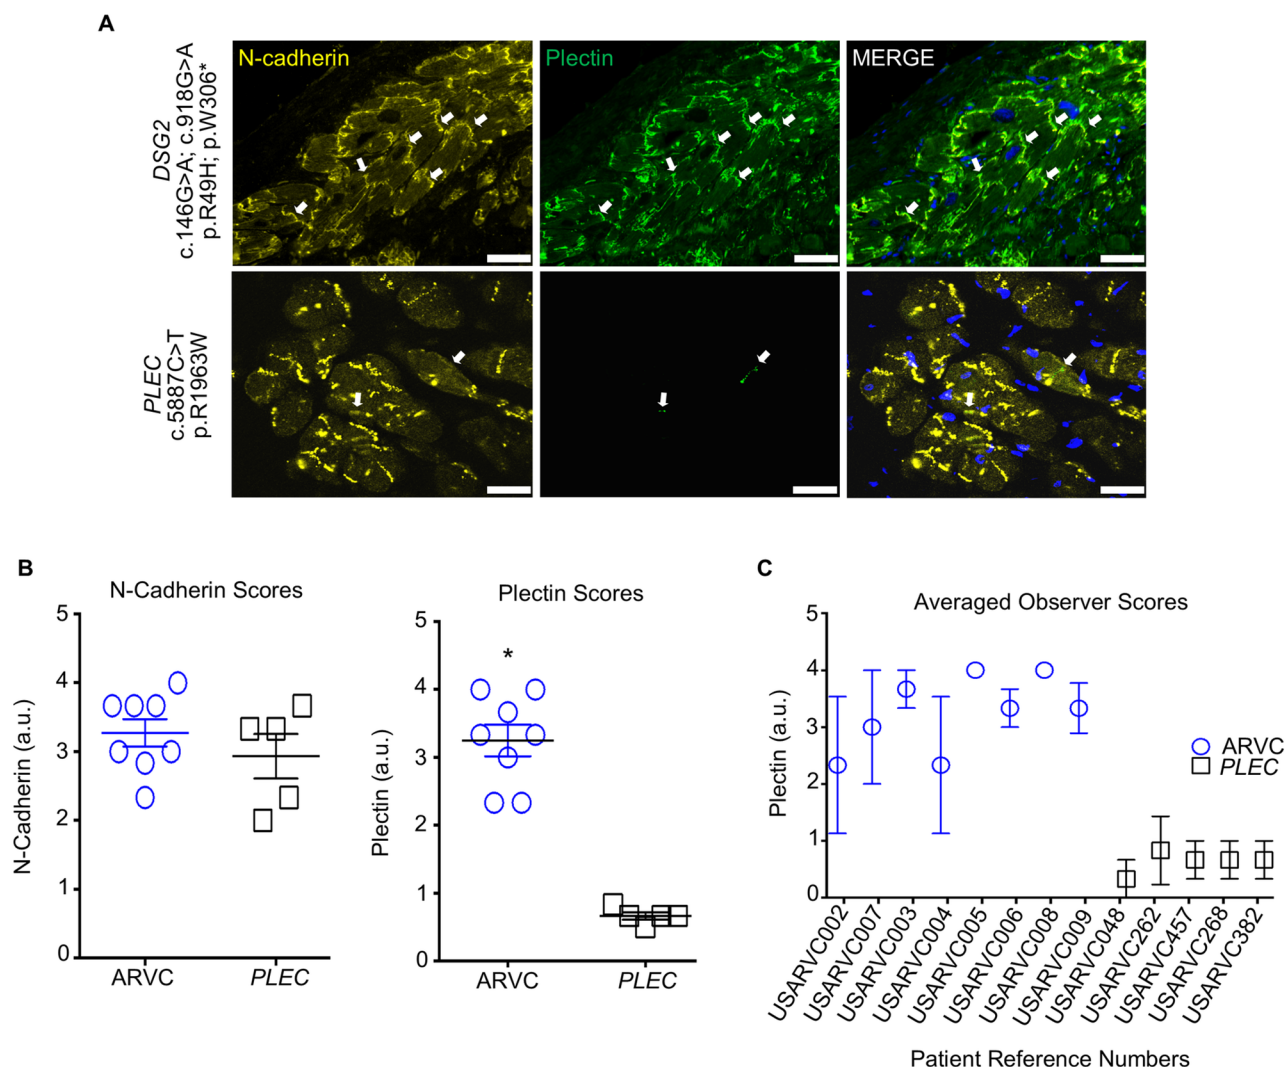 A
N-cadherin
Plectin
MERGE
DSG2
c.146G>A; c.918G>A
p.R49H; p.W306*
PLEC
c.5887C>T
p.R1963W
B
N-Cadherin Scores
N-Cadherin (a.u.)
5
4
3
2
1
0
ARVC
PLEC
Plectin Scores
Plectin (a.u.)
5
4
3
2
1
0
*
ARVC
PLEC
C
Averaged Observer Scores
Plectin (a.u.)
5
4
3
2
1
0
ARVC
PLEC
USARVC002
USARVC007
USARVC003
USARVC004
USARVC005
USARVC006
USARVC008
USARVC009
USARVC048
USARVC262
USARVC457
USARVC268
USARVC382
Patient Reference Numbers